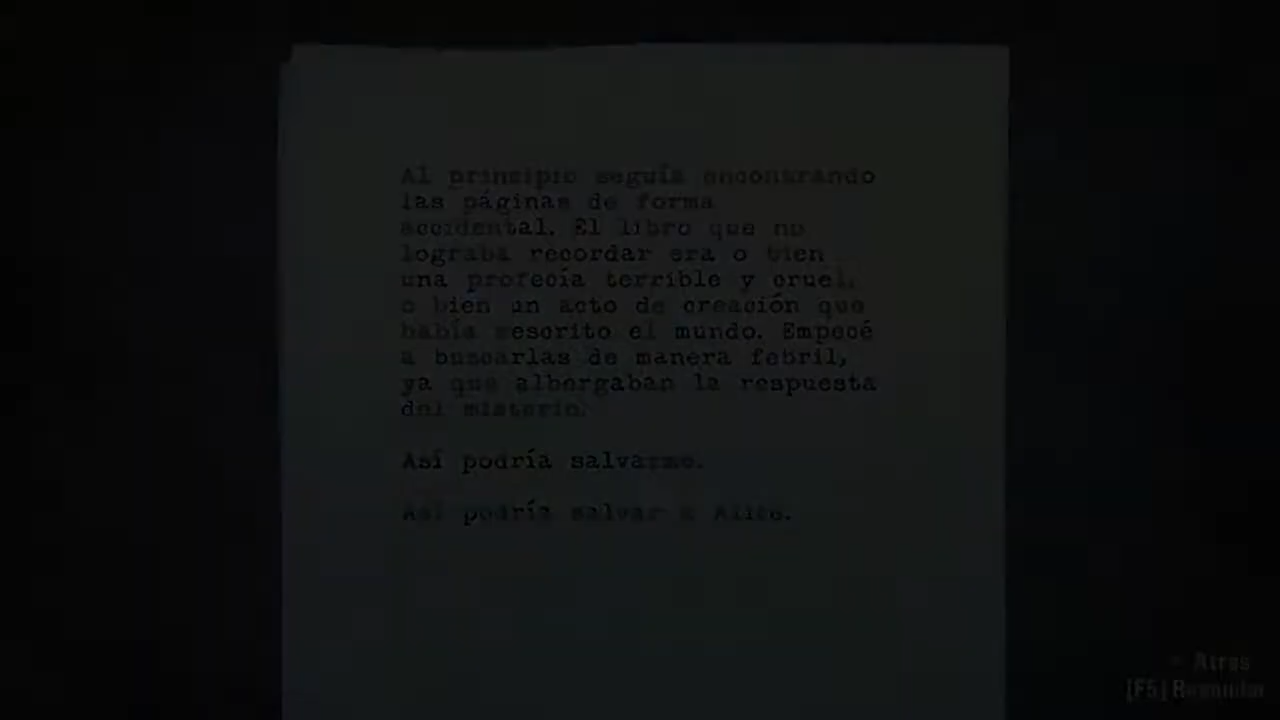 Al principio seguía encontrando
las páginas de forma
accidental. El libro que no
lograba recordar era o bien
una profecía terrible y cruel,
o bien un acto de creación que
había reescrito el mundo. Empecé
a buscarlas de manera febril,
ya que albergaban la respuesta
del misterio.
Así podría salvarme.
Así podría salvar a Alice.
Atrás
[F5] Reanudar